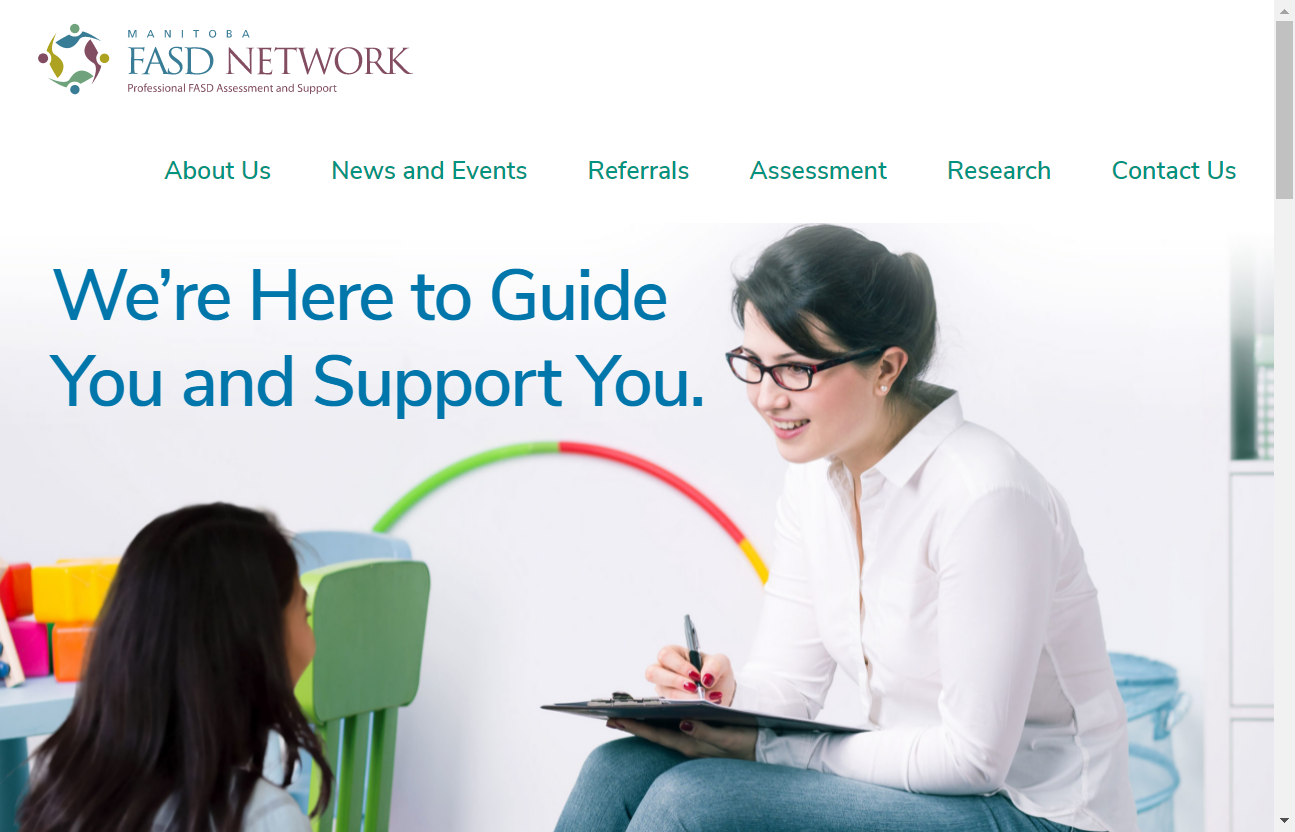 MANITOBA
FASD NETWORK
Professional FASD Assessment and Support
About Us
News and Events
Referrals
Assessment
Research
Contact Us
We’re Here to Guide
You and Support You.